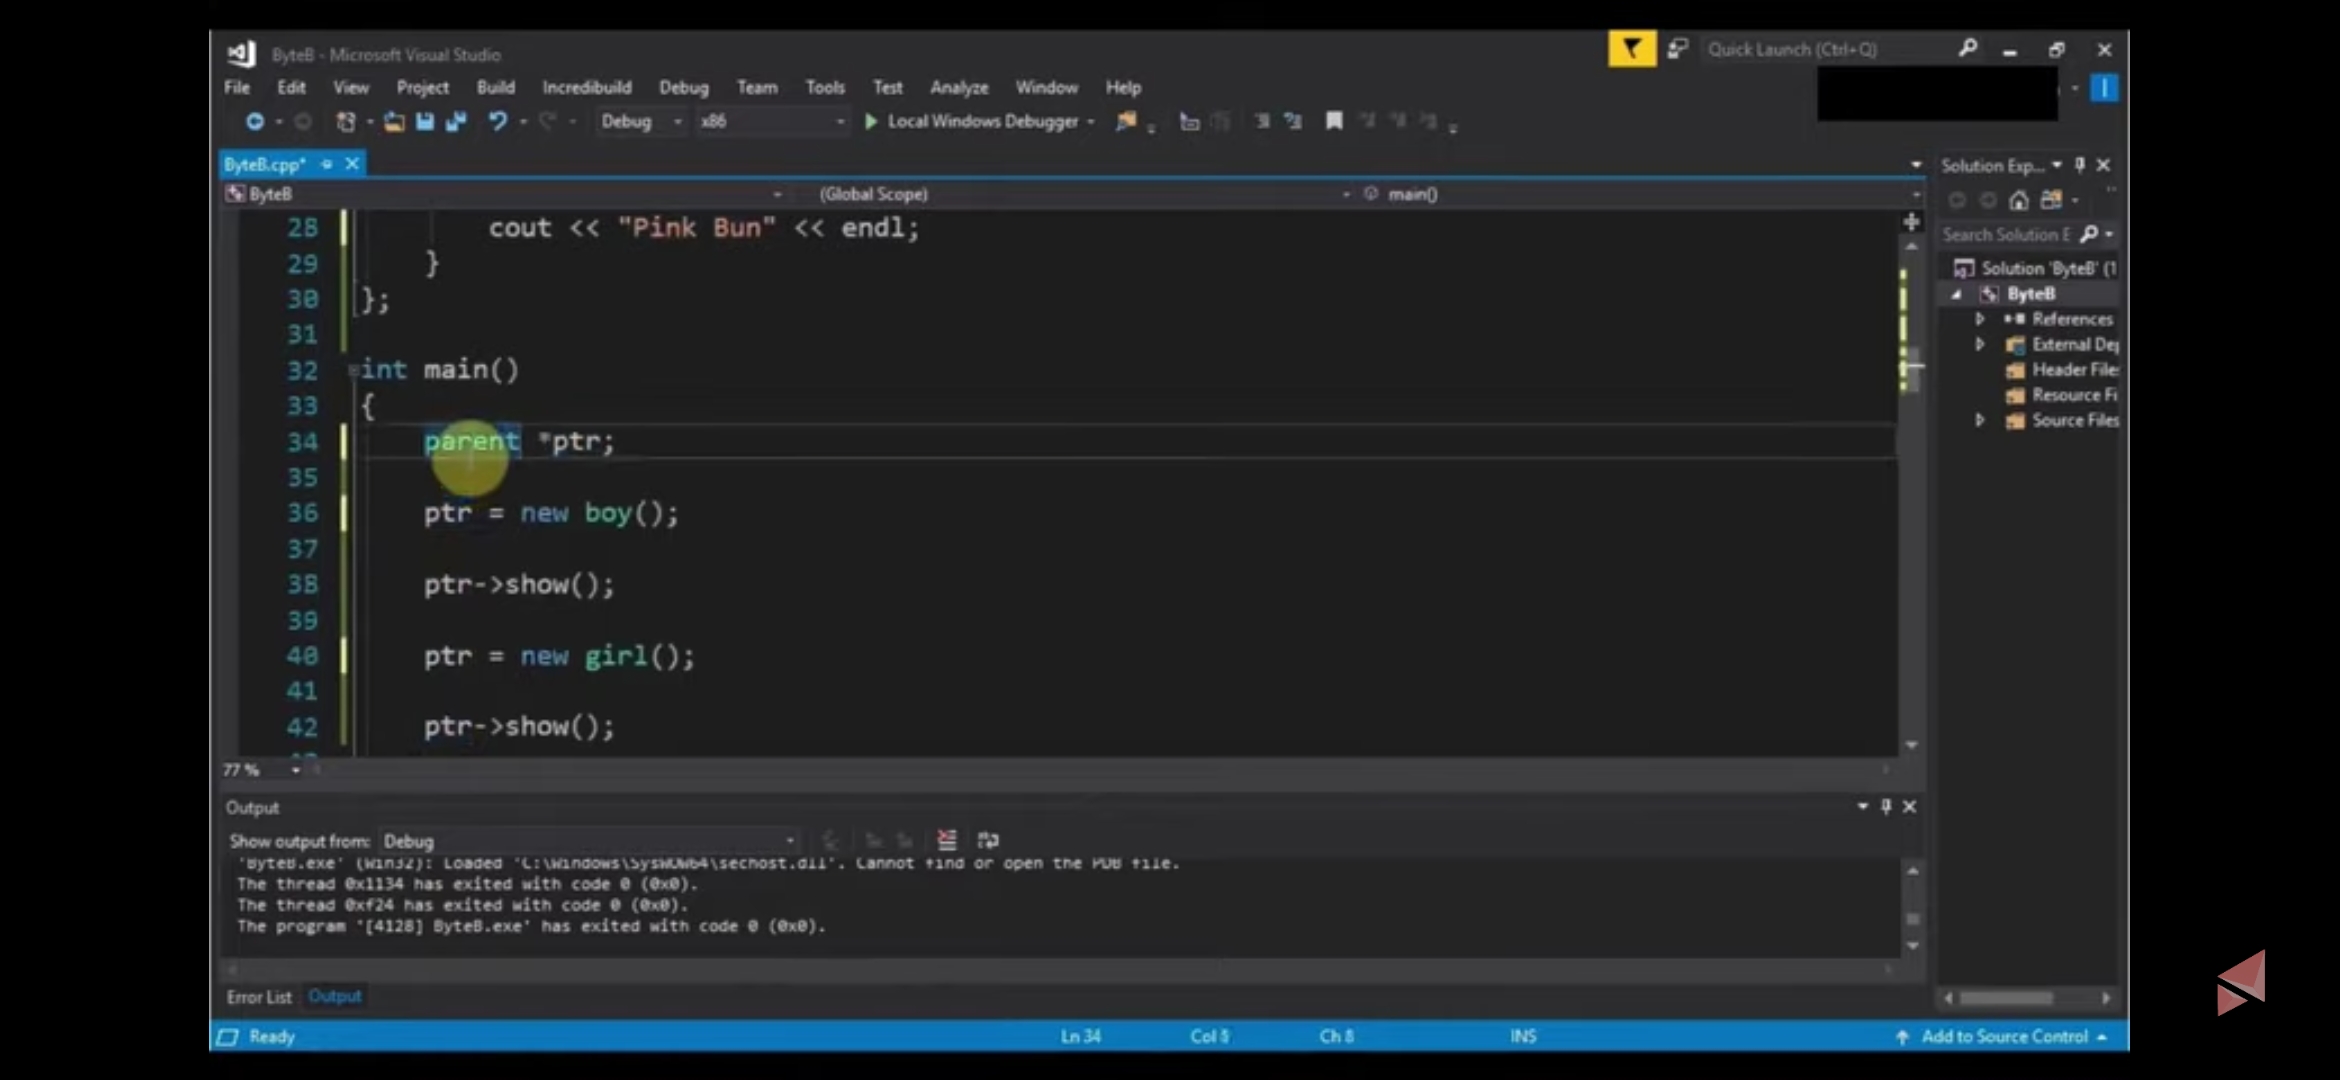 ByteB - Microsoft Visual Studio
Quick Launch (Ctrl+Q)
File Edit View Project Build Incredibuild Debug Team Tools Test Analyze Window Help
Debug x86 Local Windows Debugger
ByteB.cpp*
ByteB (Global Scope) main()
28 cout << "Pink Bun" << endl;
29 }
30 };
31
32 int main()
33 {
34 parent *ptr;
35
36 ptr = new boy();
37
38 ptr->show();
39
40 ptr = new girl();
41
42 ptr->show();
77 %
Solution Exp...
Search Solution E
Solution 'ByteB' (1
ByteB
References
External Dep
Header File
Resource Fi
Source Files
Output
Show output from: Debug
'ByteB.exe' (Win32): Loaded 'C:\Windows\SysWOW64\sechost.dll'. Cannot find or open the PDB file.
The thread 0x1134 has exited with code 0 (0x0).
The thread 0xf24 has exited with code 0 (0x0).
The program '[4128] ByteB.exe' has exited with code 0 (0x0).
Error List Output
Ready Ln 34 Col 8 Ch 8 INS Add to Source Control